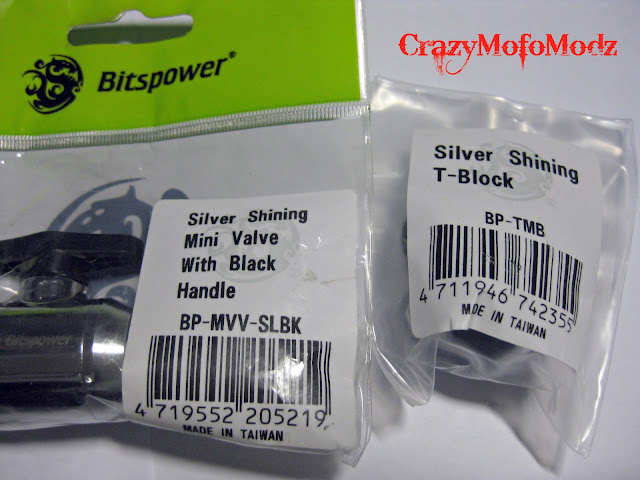 CrazyMofoModz
Bitspower®
Silver Shining
Mini Valve
With Black
Handle
BP-MVV-SLBK
4 719552 205219
MADE IN TAIWAN
Bitspower
Silver Shining
T-Block
BP-TMB
4 711946 742355
MADE IN TAIWAN